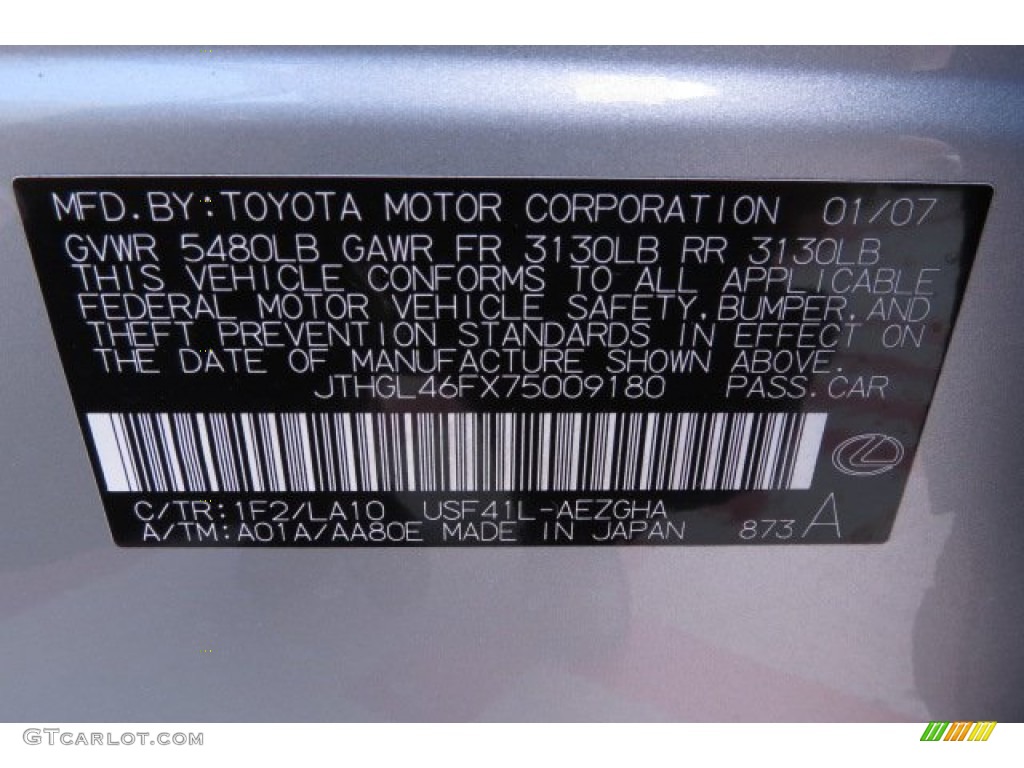 MFD.BY:TOYOTA MOTOR CORPORATION 01/07
GVWR 5480LB GAWR FR 3130LB RR 3130LB
THIS VEHICLE CONFORMS TO ALL APPLICABLE
FEDERAL MOTOR VEHICLE SAFETY,BUMPER,AND
THEFT PREVENTION STANDARDS IN EFFECT ON
THE DATE OF MANUFACTURE SHOWN ABOVE.
JTHGL46FX75009180 PASS.CAR
C/TR:1F2/LA10 USF41L-AEZGHA
A/TM:A01A/AA80E MADE IN JAPAN 873 A
GTCarLot.com